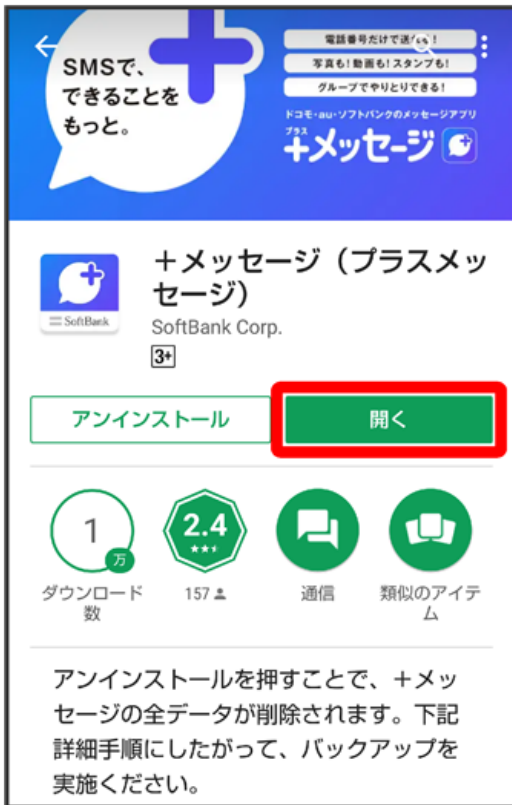 電話番号だけで送
写真も!動画も!スタンプも!
グループでやりとりできる!
SMSで、
できることを
もっと。
ドコモ・au・ソフトバンクのメッセージアプリ
プラス
+メッセージ
+メッセージ(プラスメッ
セージ)
SoftBank
SoftBank Corp.
3+
アンインストール
開く
1
万
2.4
ダウンロード
数
157
通信
類似のアイテ
ム
アンインストールを押すことで、+メッ
セージの全データが削除されます。下記
詳細手順にしたがって、バックアップを
実施ください。